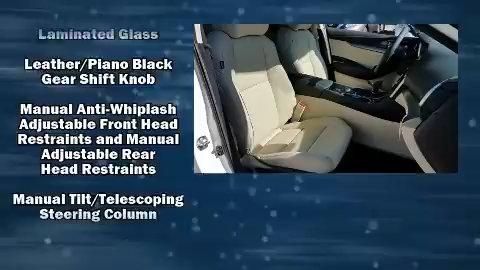 Laminated Glass
Leather/Piano Black
Gear Shift Knob
Manual Anti-Whiplash
Adjustable Front Head
Restraints and Manual
Adjustable Rear
Head Restraints
Manual Tilt/Telescoping
Steering Column